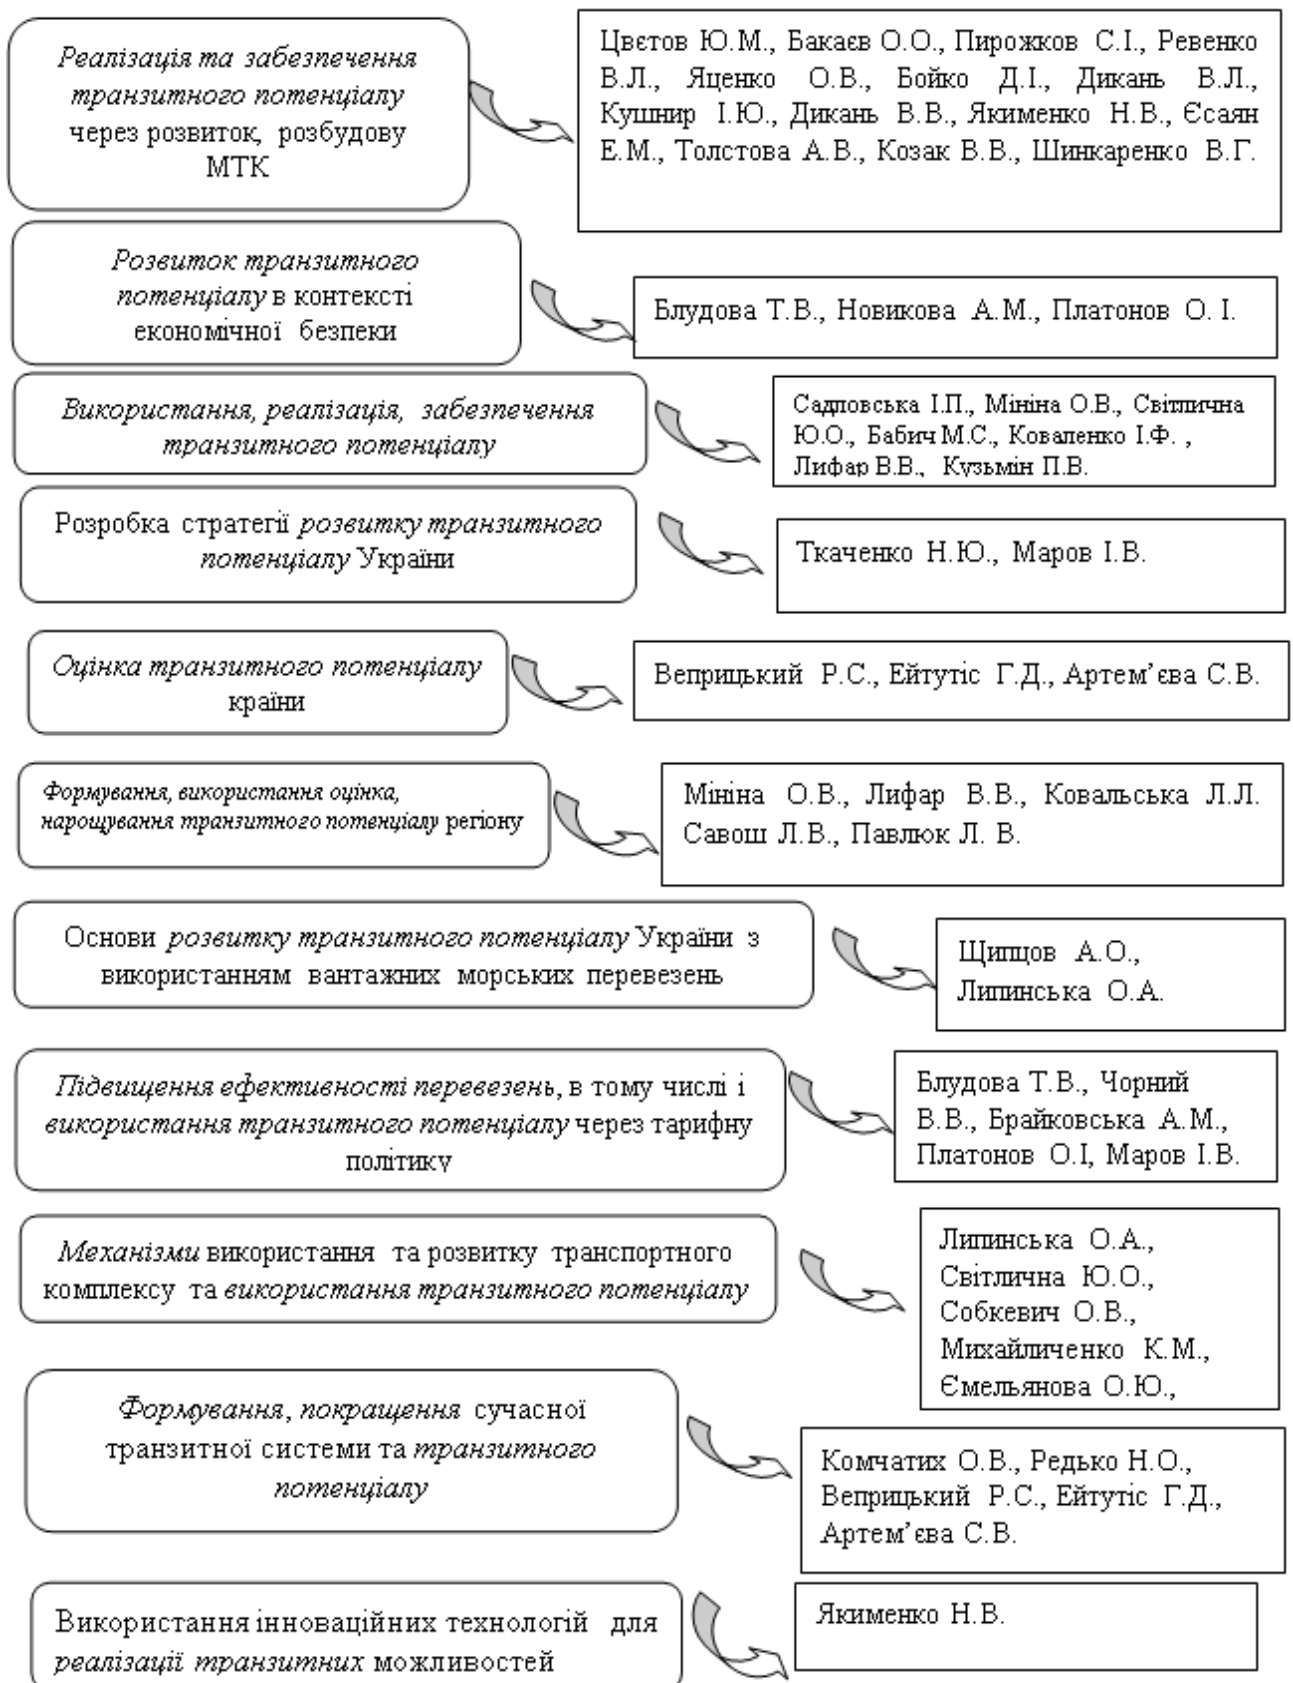 Реалізація та забезпечення
транзитного потенціалу
через розвиток, розбудову
МТК
Цвєтов Ю.М., Бакаєв О.О., Пирожков С.І., Ревенко
В.Л., Яценко О.В., Бойко Д.І., Дикань В.Л.,
Кушнир І.Ю., Дикань В.В., Якименко Н.В., Єсаян
Е.М., Толстова А.В., Козак В.В., Шинкаренко В.Г.
Розвиток транзитного
потенціалу в контексті
економічної безпеки
Блудова Т.В., Новикова А.М., Платонов О. І.
Використання, реалізація, забезпечення
транзитного потенціалу
Садловська І.П., Мініна О.В., Світлична
Ю.О., Бабич М.С., Коваленко І.Ф. ,
Лифар В.В., Кузьмін П.В.
Розробка стратегії розвитку транзитного
потенціалу України
Ткаченко Н.Ю., Маров І.В.
Оцінка транзитного потенціалу
країни
Веприцький Р.С., Ейтутіс Г.Д., Артем’єва С.В.
Формування, використання оцінка,
нарощування транзитного потенціалу регіону
Мініна О.В., Лифар В.В., Ковальська Л.Л.
Савош Л.В., Павлюк Л. В.
Основи розвитку транзитного потенціалу України з
використанням вантажних морських перевезень
Щипцов А.О.,
Липинська О.А.
Підвищення ефективності перевезень, в тому числі і
використання транзитного потенціалу через тарифну
політику
Блудова Т.В., Чорний
В.В., Брайковська А.М.,
Платонов О.І, Маров І.В.
Механізми використання та розвитку транспортного
комплексу та використання транзитного потенціалу
Липинська О.А.,
Світлична Ю.О.,
Собкевич О.В.,
Михайличенко К.М.,
Ємельянова О.Ю.,
Формування, покращення сучасної
транзитної системи та транзитного
потенціалу
Комчатих О.В., Редько Н.О.,
Веприцький Р.С., Ейтутіс Г.Д.,
Артем’єва С.В.
Використання інноваційних технологій для
реалізації транзитних можливостей
Якименко Н.В.